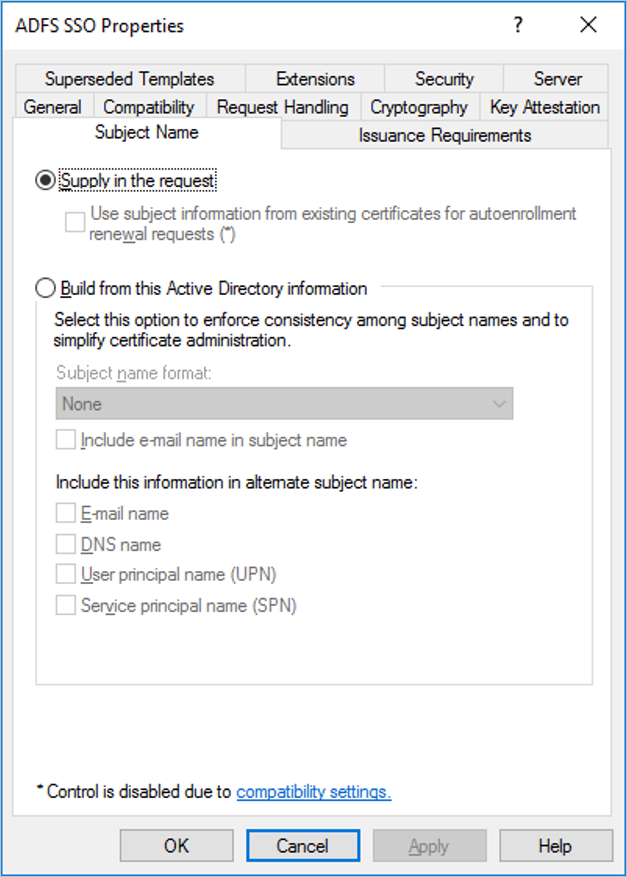 ADFS SSO Properties
?
Superseded Templates Extensions Security Server
General Compatibility Request Handling Cryptography Key Attestation
Subject Name Issuance Requirements
Supply in the request
Use subject information from existing certificates for autoenrollment
renewal requests (*)
Build from this Active Directory information
Select this option to enforce consistency among subject names and to
simplify certificate administration.
Subject name format:
None
Include e-mail name in subject name
Include this information in alternate subject name:
E-mail name
DNS name
User principal name (UPN)
Service principal name (SPN)
* Control is disabled due to compatibility settings.
OK Cancel Apply Help